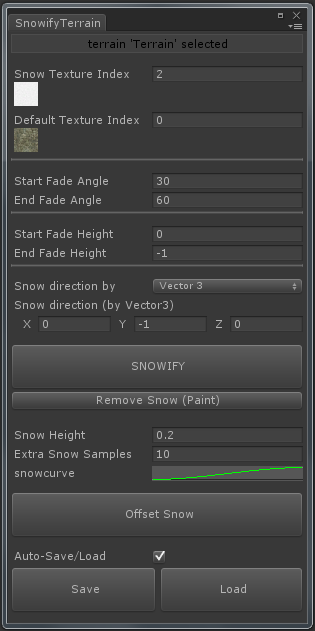 SnowifyTerrain
terrain 'Terrain' selected
Snow Texture Index 2
Default Texture Index 0
Start Fade Angle 30
End Fade Angle 60
Start Fade Height 0
End Fade Height -1
Snow direction by Vector 3
Snow direction (by Vector3)
X 0 Y -1 Z 0
SNOWIFY
Remove Snow (Paint)
Snow Height 0.2
Extra Snow Samples 10
snowcurve
Offset Snow
Auto-Save/Load
Save Load